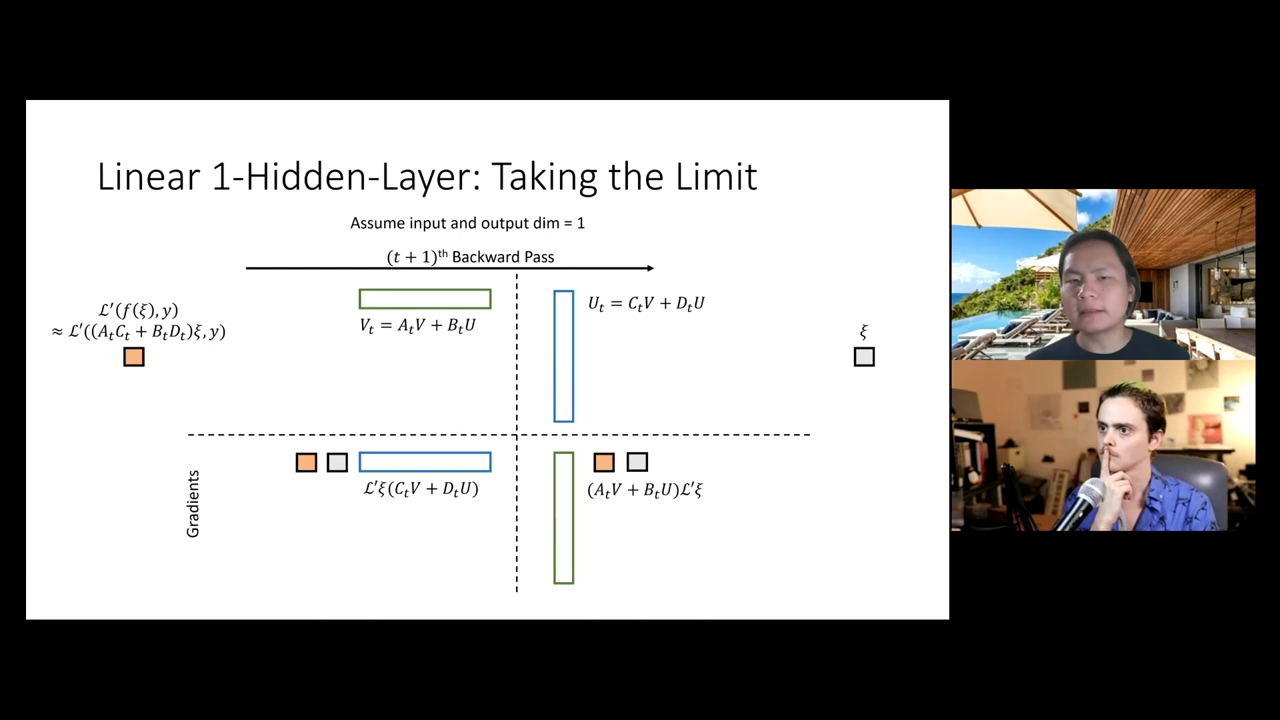 Linear 1-Hidden-Layer: Taking the Limit
Assume input and output dim = 1
(t + 1)ᵗʰ Backward Pass
ℒ′(f(ξ), y)
≈ ℒ′((AₜCₜ + BₜDₜ)ξ, y)
Vₜ = AₜV + BₜU
Uₜ = CₜV + DₜU
ξ
Gradients
ℒ′ξ(CₜV + DₜU)
(AₜV + BₜU)ℒ′ξ